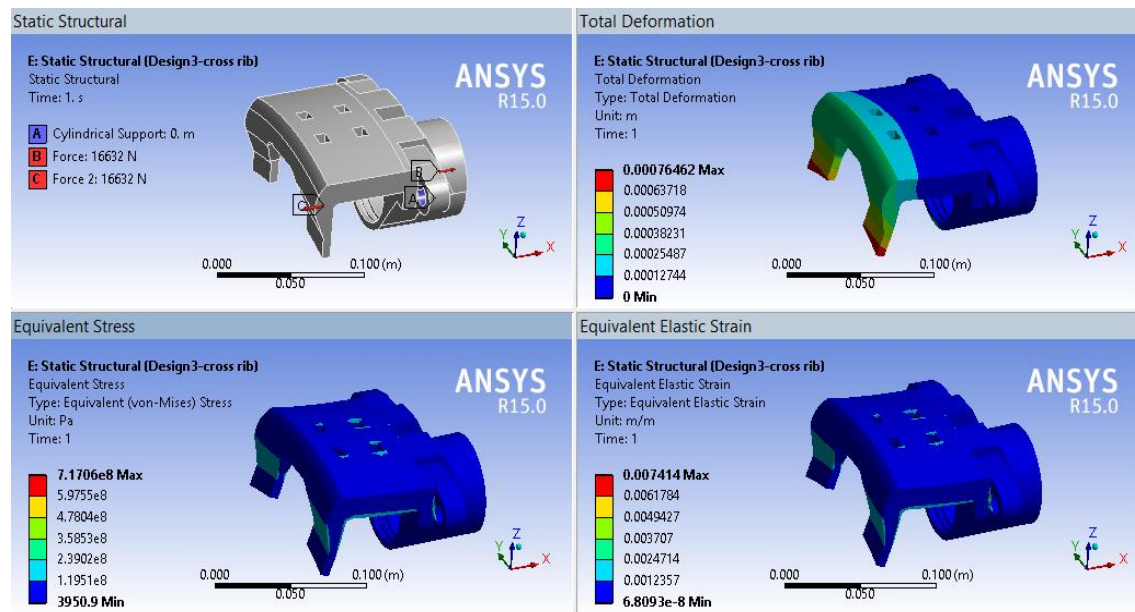 Static Structural
E: Static Structural (Design3-cross rib)
Static Structural
Time: 1. s
A Cylindrical Support: 0. m
B Force: 16632 N
C Force 2: 16632 N
ANSYS
R15.0
B
A
C
Z
Y
X
0.000
0.100 (m)
0.050
Total Deformation
E: Static Structural (Design3-cross rib)
Total Deformation
Type: Total Deformation
Unit: m
Time: 1
0.00076462 Max
0.00063718
0.00050974
0.00038231
0.00025487
0.00012744
0 Min
ANSYS
R15.0
Z
Y
X
0.000
0.100 (m)
0.050
Equivalent Stress
E: Static Structural (Design3-cross rib)
Equivalent Stress
Type: Equivalent (von-Mises) Stress
Unit: Pa
Time: 1
7.1706e8 Max
5.9755e8
4.7804e8
3.5853e8
2.3902e8
1.1951e8
3950.9 Min
ANSYS
R15.0
Z
Y
X
0.000
0.100 (m)
0.050
Equivalent Elastic Strain
E: Static Structural (Design3-cross rib)
Equivalent Elastic Strain
Type: Equivalent Elastic Strain
Unit: m/m
Time: 1
0.007414 Max
0.0061784
0.0049427
0.003707
0.0024714
0.0012357
6.8093e-8 Min
ANSYS
R15.0
Z
Y
X
0.000
0.100 (m)
0.050